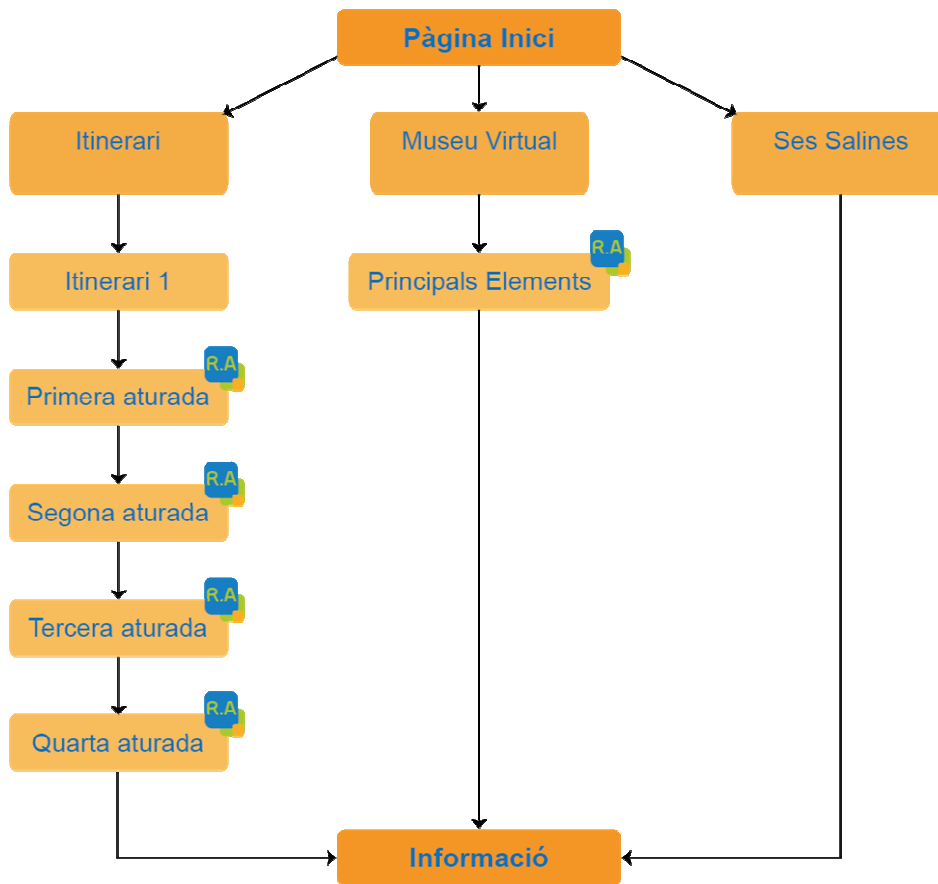 Pàgina Inici
Itinerari
Museu Virtual
Ses Salines
Itinerari 1
Principals Elements
R.A
Primera aturada
R.A
Segona aturada
R.A
Tercera aturada
R.A
Quarta aturada
R.A
Informació